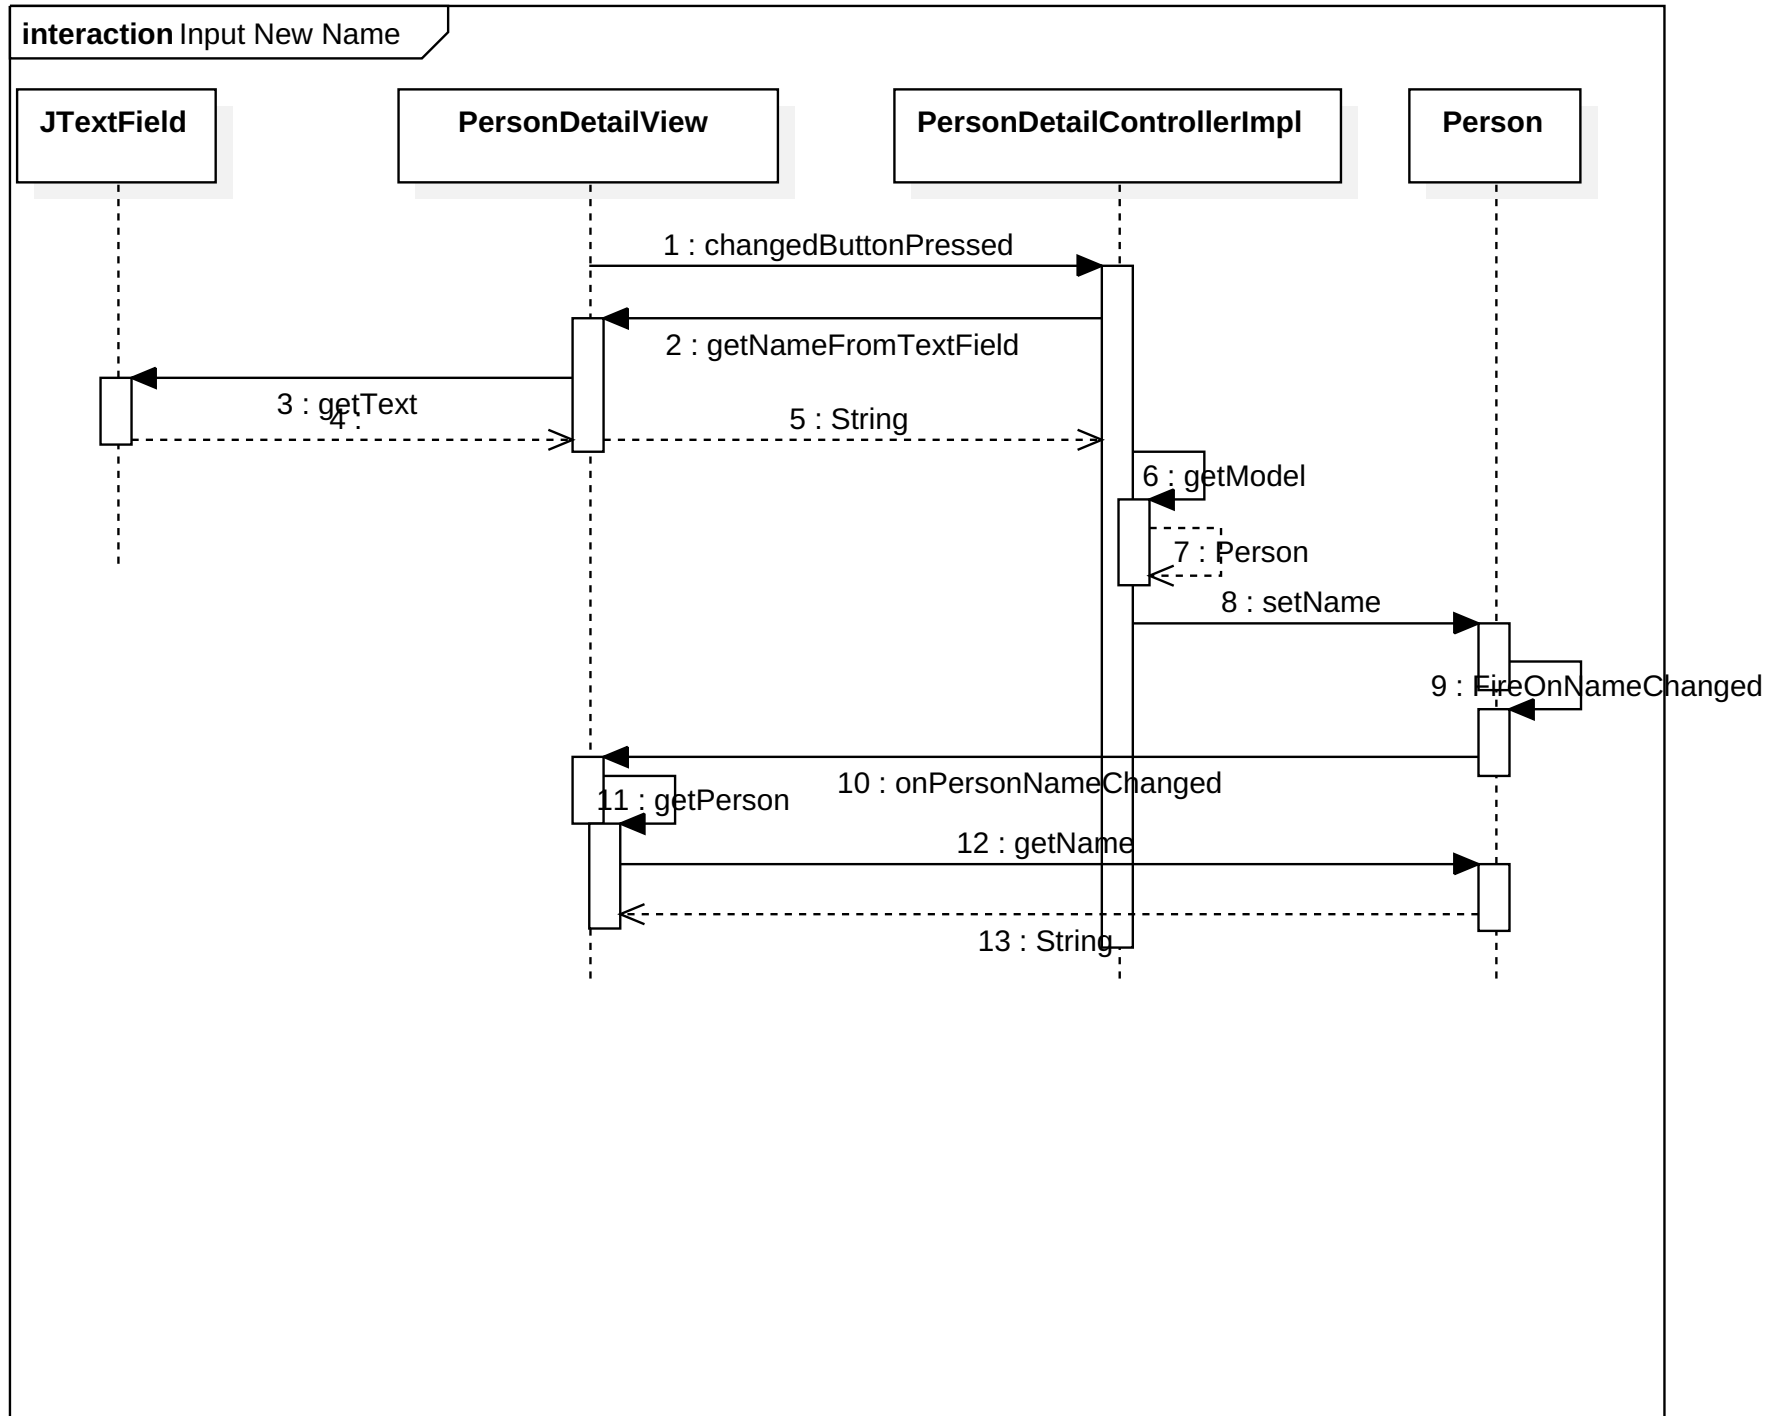 interaction Input New Name
JTextField
PersonDetailView
PersonDetailControllerImpl
Person
1 : changedButtonPressed
2 : getNameFromTextField
3 : getText
4 :
5 : String
6 : getModel
7 : Person
8 : setName
9 : FireOnNameChanged
10 : onPersonNameChanged
11 : getPerson
12 : getName
13 : String